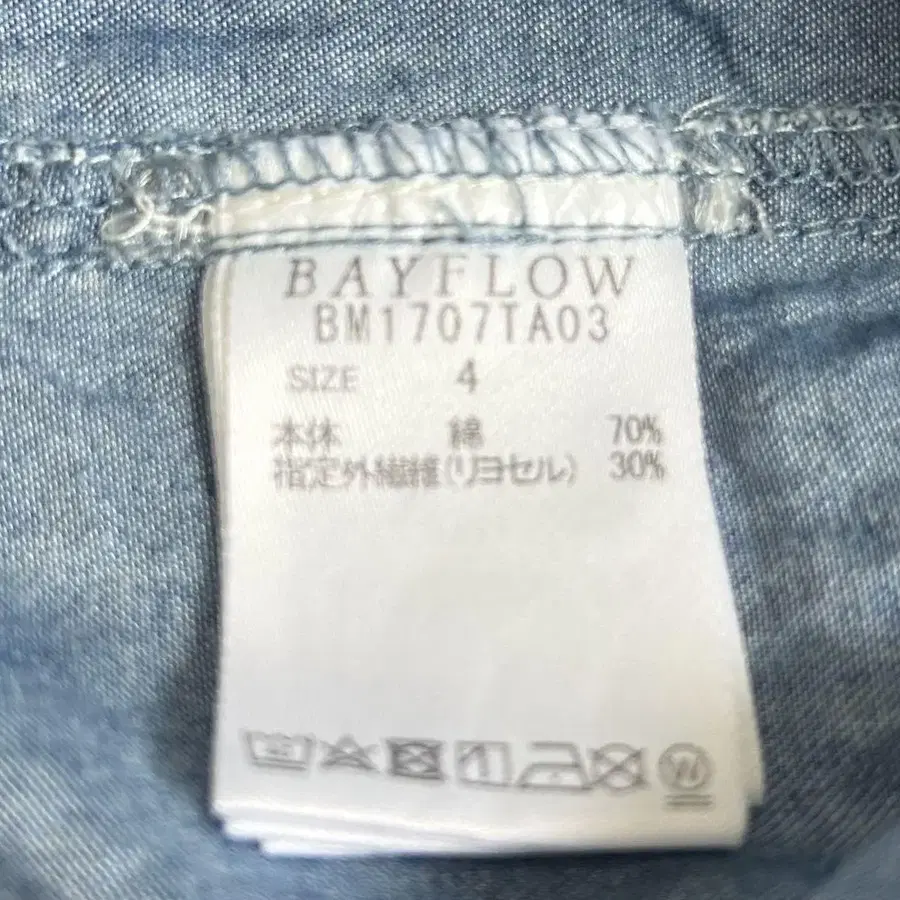 BAYFLOW
BM1707TA03
SIZE 4
本体 綿 70%
指定外繊維(リヨセル) 30%
W